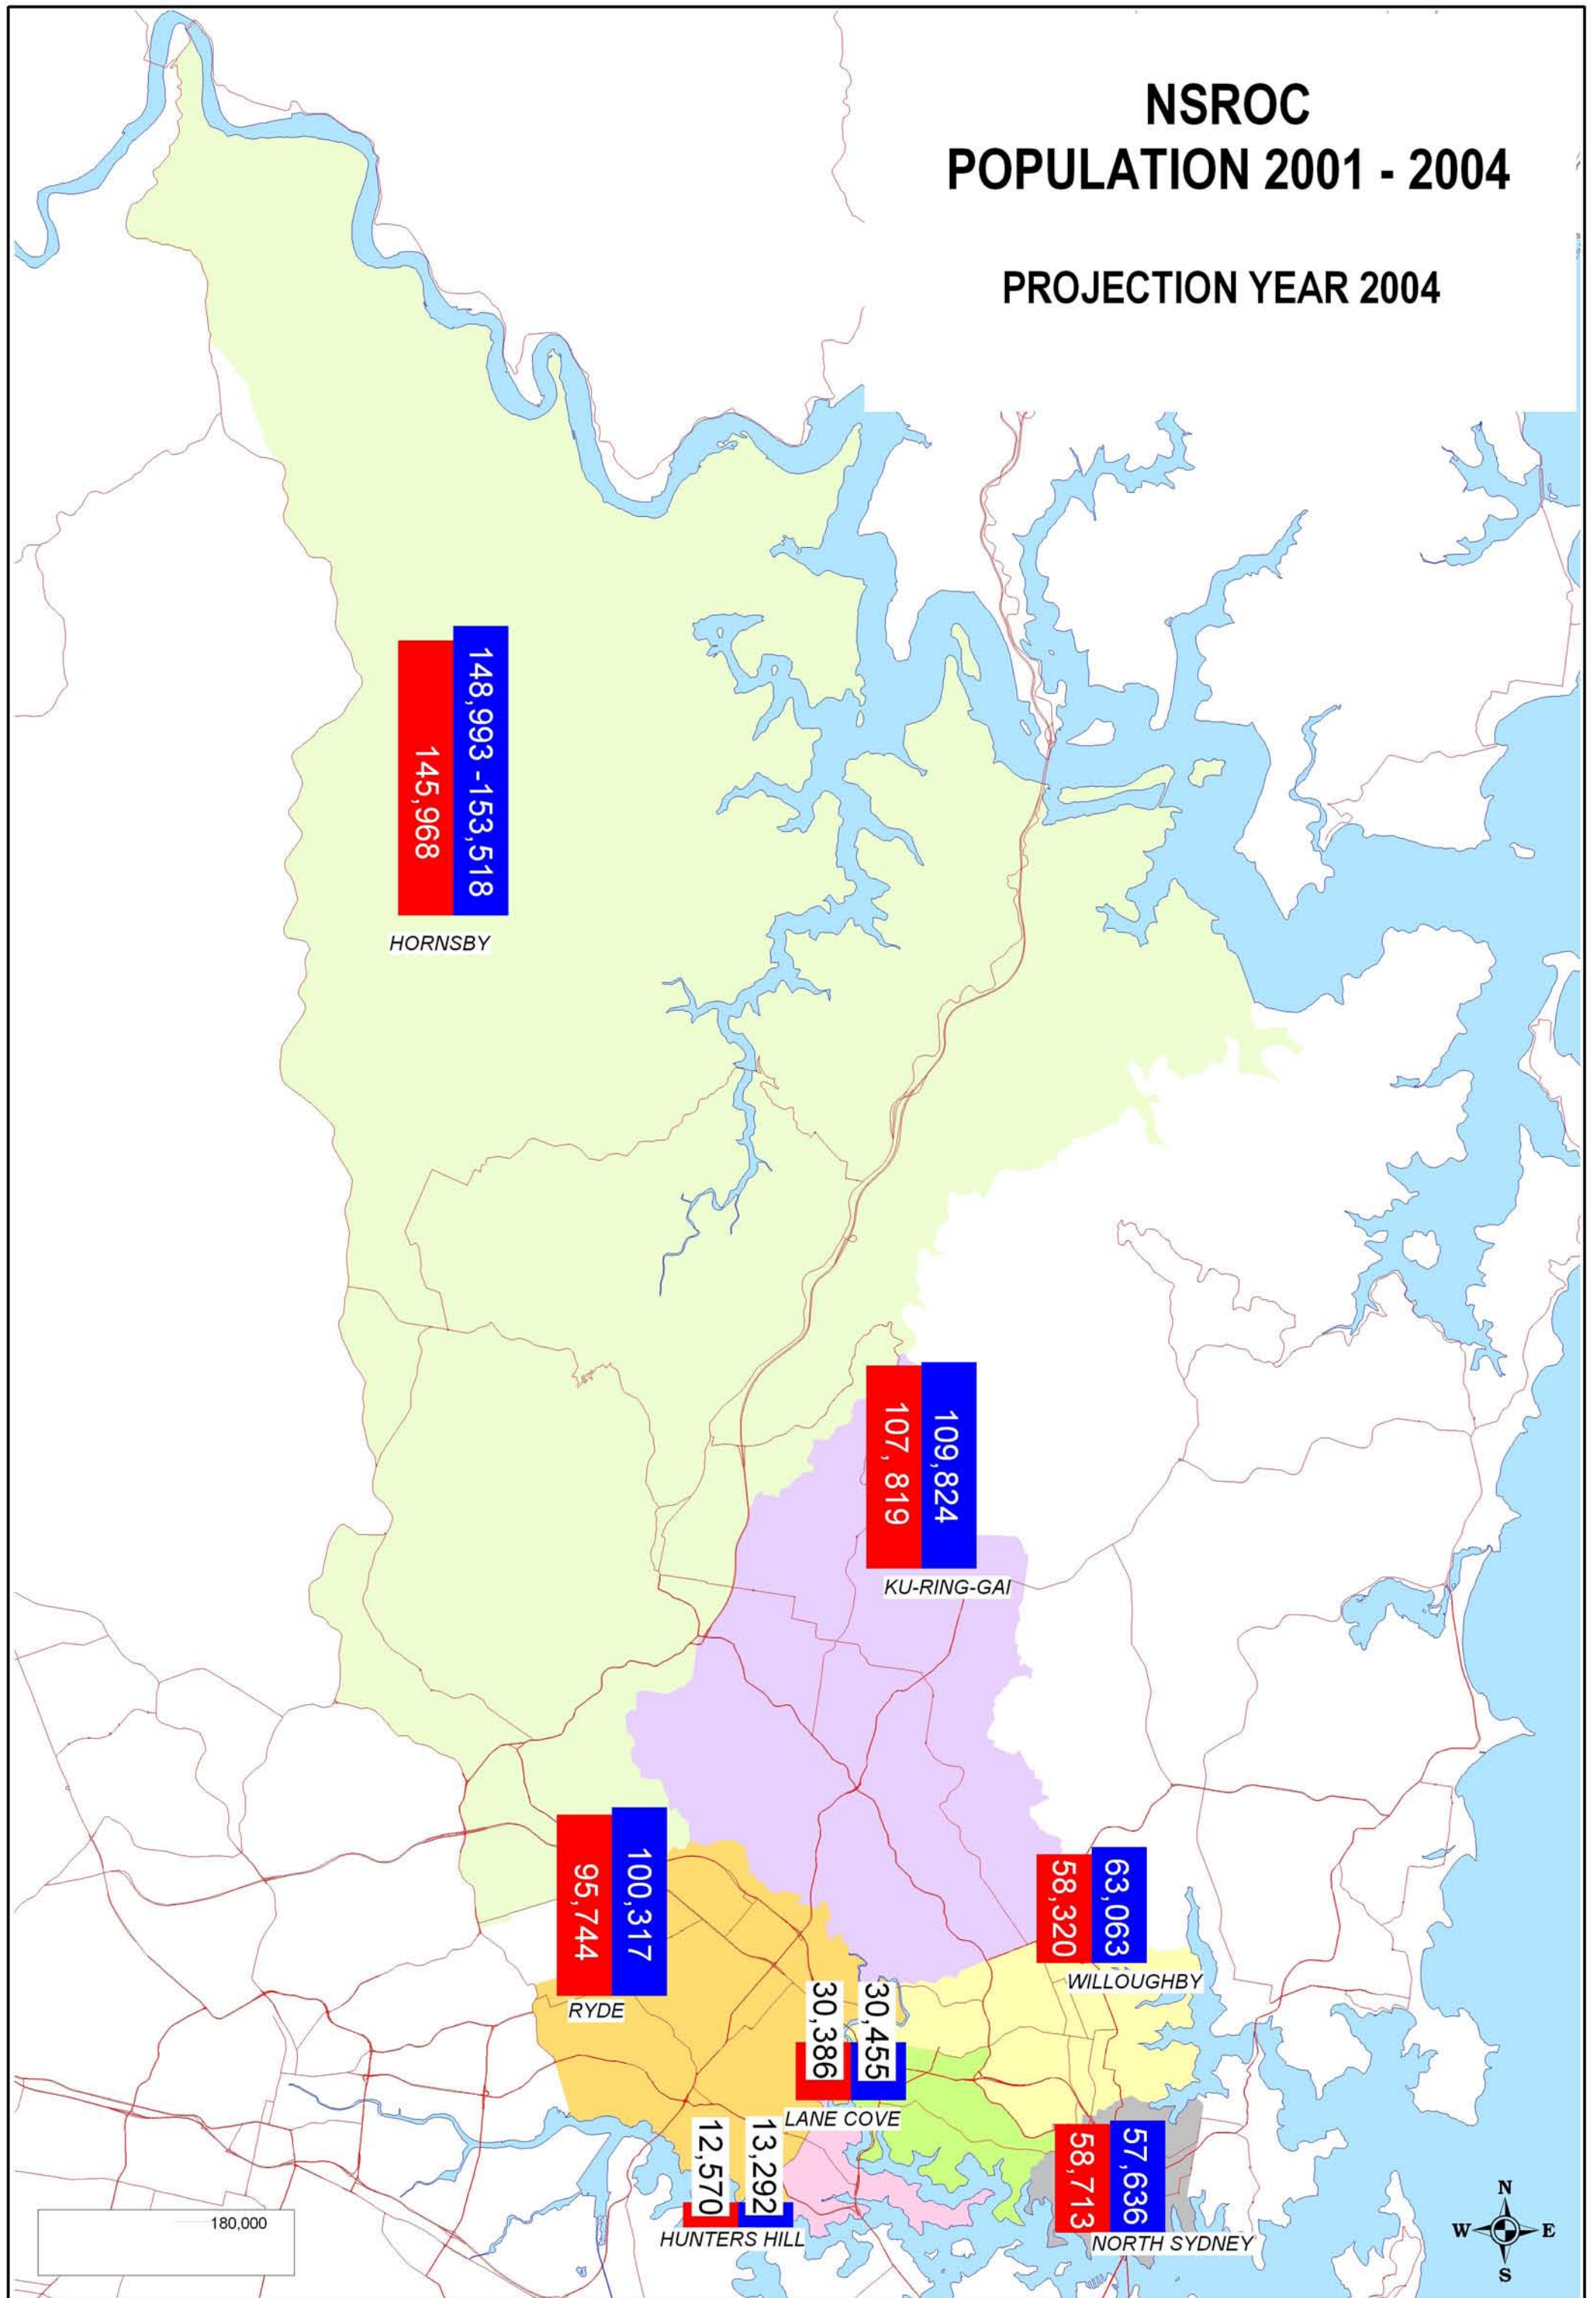 NSROC
POPULATION 2001 - 2004
PROJECTION YEAR 2004
145,968
148,993 -153,518
HORNSBY
107, 819
109,824
KU-RING-GAI
95,744
100,317
RYDE
58,320
63,063
WILLOUGHBY
30,386
30,455
LANE COVE
12,570
13,292
HUNTERS HILL
58,713
57,636
NORTH SYDNEY
180,000
N
W E
S